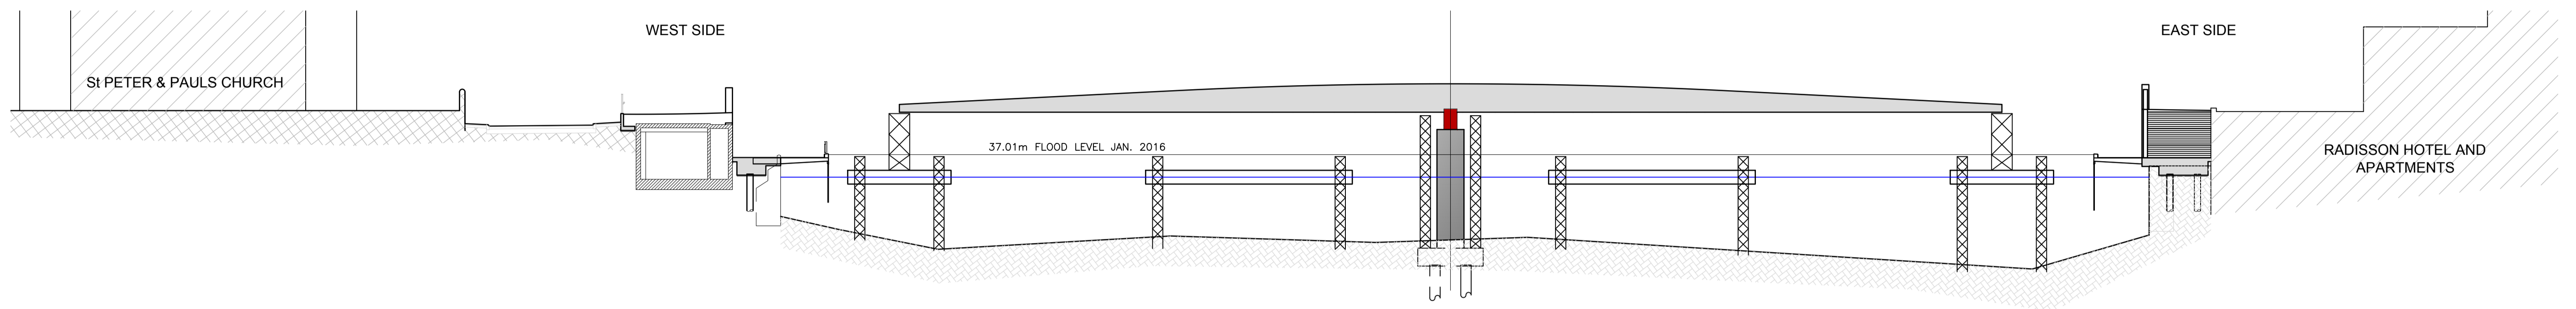 WEST SIDE
EAST SIDE
St PETER & PAULS CHURCH
37.01m FLOOD LEVEL JAN. 2016
RADISSON HOTEL AND
APARTMENTS